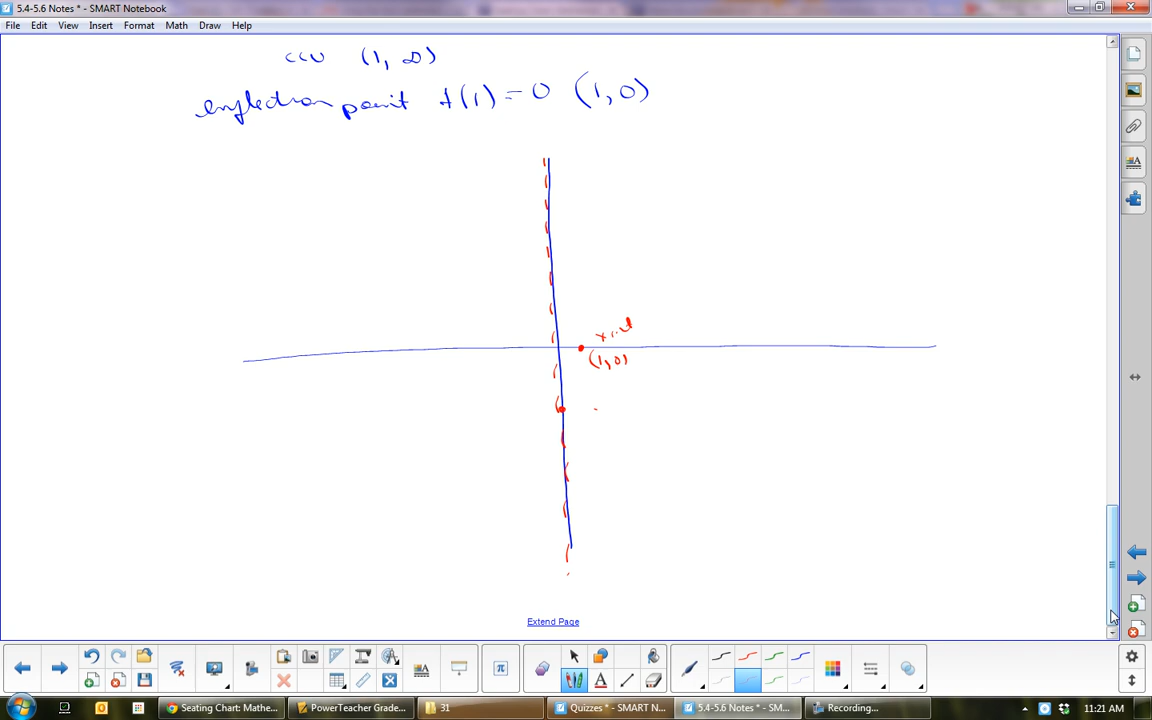 5.4-5.6 Notes * - SMART Notebook
File Edit View Insert Format Math Draw Help
ccu (1, ∞)
inflection point f(1) = 0 (1, 0)
x int
(1, 0)
Extend Page
Seating Chart: Mathe...
PowerTeacher Grade...
31
Quizzes * - SMART N...
5.4-5.6 Notes * - SM...
Recording...
11:21 AM